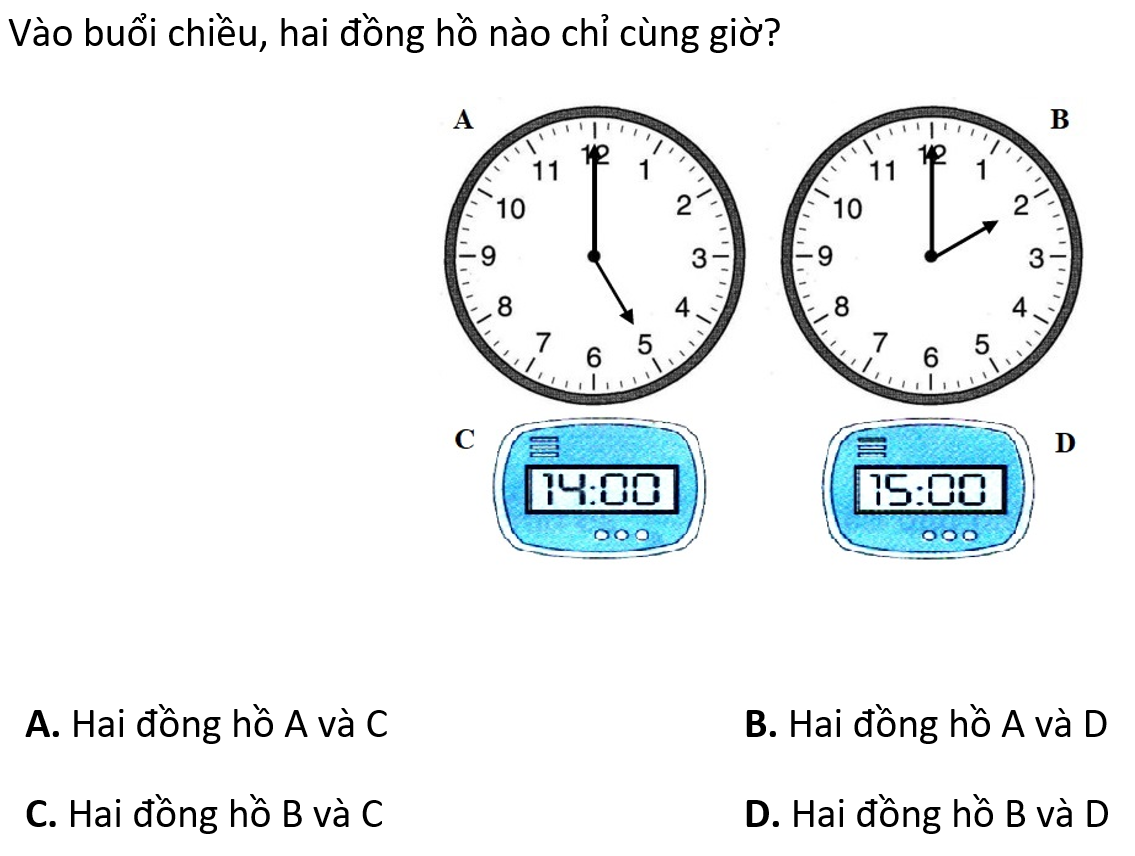 Vào buổi chiều, hai đồng hồ nào chỉ cùng giờ?
A
12
11 1
10 2
9 3
8 4
7 5
6
B
12
11 1
10 2
9 3
8 4
7 5
6
C
14:00
D
15:00
A. Hai đồng hồ A và C
B. Hai đồng hồ A và D
C. Hai đồng hồ B và C
D. Hai đồng hồ B và D